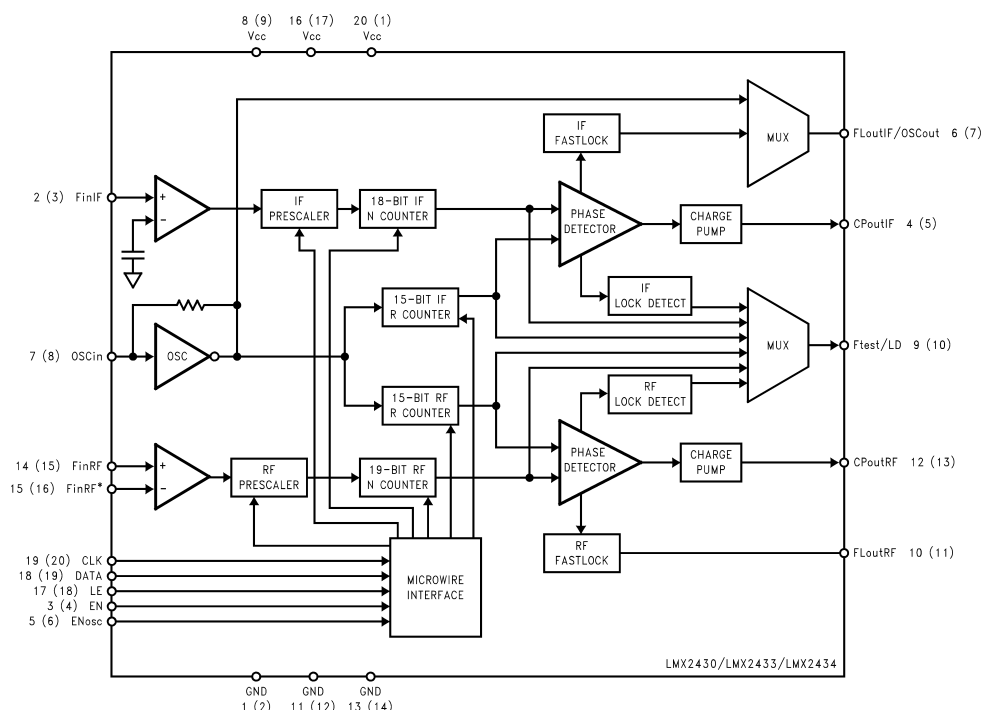 8 (9) 16 (17) 20 (1)
Vcc Vcc Vcc
IF
FASTLOCK
MUX
FLoutIF/OSCout 6 (7)
2 (3) FinIF
+
−
IF
PRESCALER
18-BIT IF
N COUNTER
PHASE
DETECTOR
CHARGE
PUMP
CPoutIF 4 (5)
15-BIT IF
R COUNTER
IF
LOCK DETECT
7 (8) OSCin
OSC
MUX
Ftest/LD 9 (10)
15-BIT RF
R COUNTER
RF
LOCK DETECT
14 (15) FinRF
15 (16) FinRF*
+
−
RF
PRESCALER
19-BIT RF
N COUNTER
PHASE
DETECTOR
CHARGE
PUMP
CPoutRF 12 (13)
RF
FASTLOCK
FLoutRF 10 (11)
19 (20) CLK
18 (19) DATA
17 (18) LE
3 (4) EN
5 (6) ENosc
MICROWIRE
INTERFACE
LMX2430/LMX2433/LMX2434
GND GND GND
1 (2) 11 (12) 13 (14)